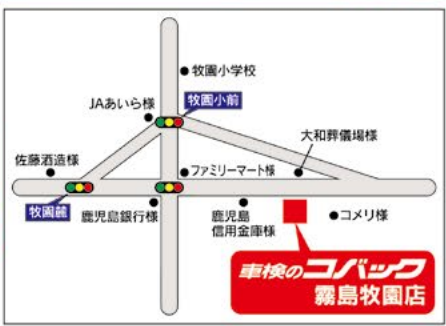 牧園小学校
JAあいら様
牧園小前
大和葬儀場様
佐藤酒造様
ファミリーマート様
牧園麓
鹿児島銀行様
鹿児島
信用金庫様
コメリ様
車検のコバック
霧島牧園店